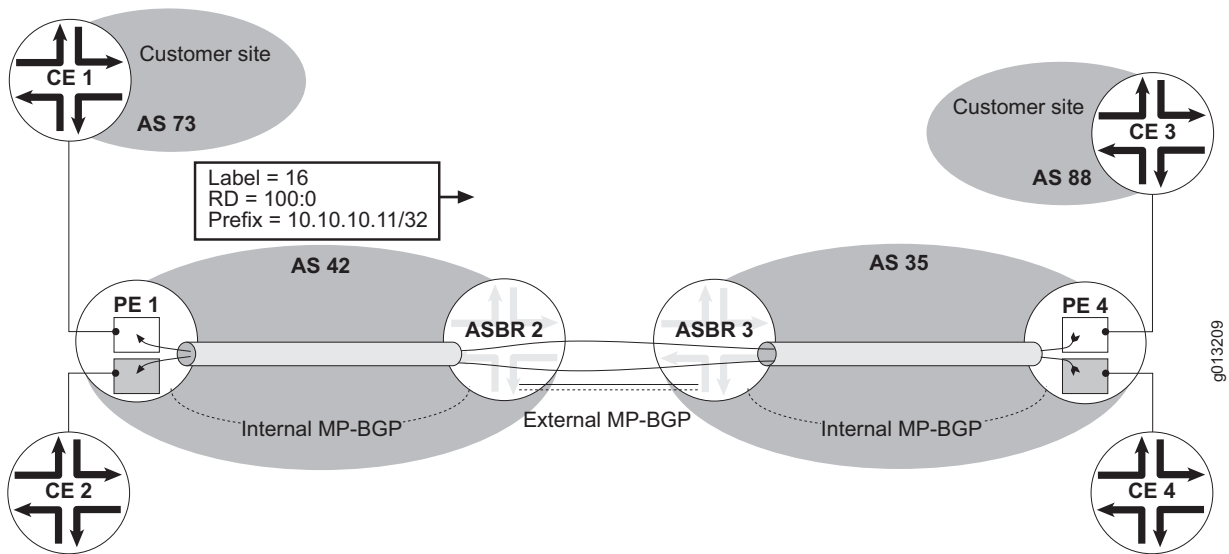 CE 1
Customer site
AS 73
Customer site
CE 3
AS 88
Label = 16
RD = 100:0
Prefix = 10.10.10.11/32
AS 42
AS 35
PE 1
ASBR 2
ASBR 3
PE 4
Internal MP-BGP
External MP-BGP
Internal MP-BGP
CE 2
CE 4
g013209